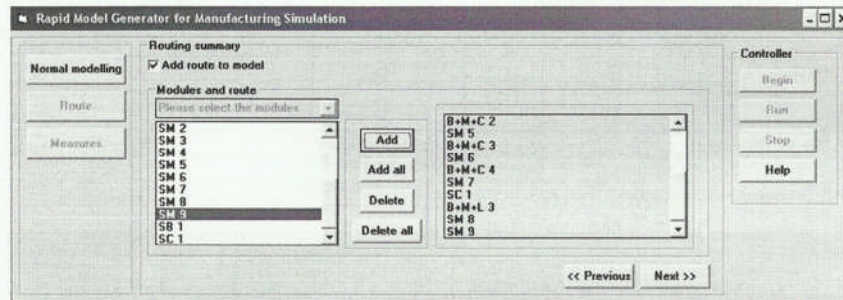 Rapid Model Generator for Manufacturing Simulation
Normal modelling
Route
Measures
Routing summary
Add route to model
Modules and route
Please select the modules
SM 2
SM 3
SM 4
SM 5
SM 6
SM 7
SM 8
SM 9
SB 1
SC 1
Add
Add all
Delete
Delete all
B+M+C 2
SM 5
B+M+C 3
SM 6
B+M+C 4
SM 7
SC 1
B+M+L 3
SM 8
SM 9
<< Previous
Next >>
Controller
Begin
Run
Stop
Help